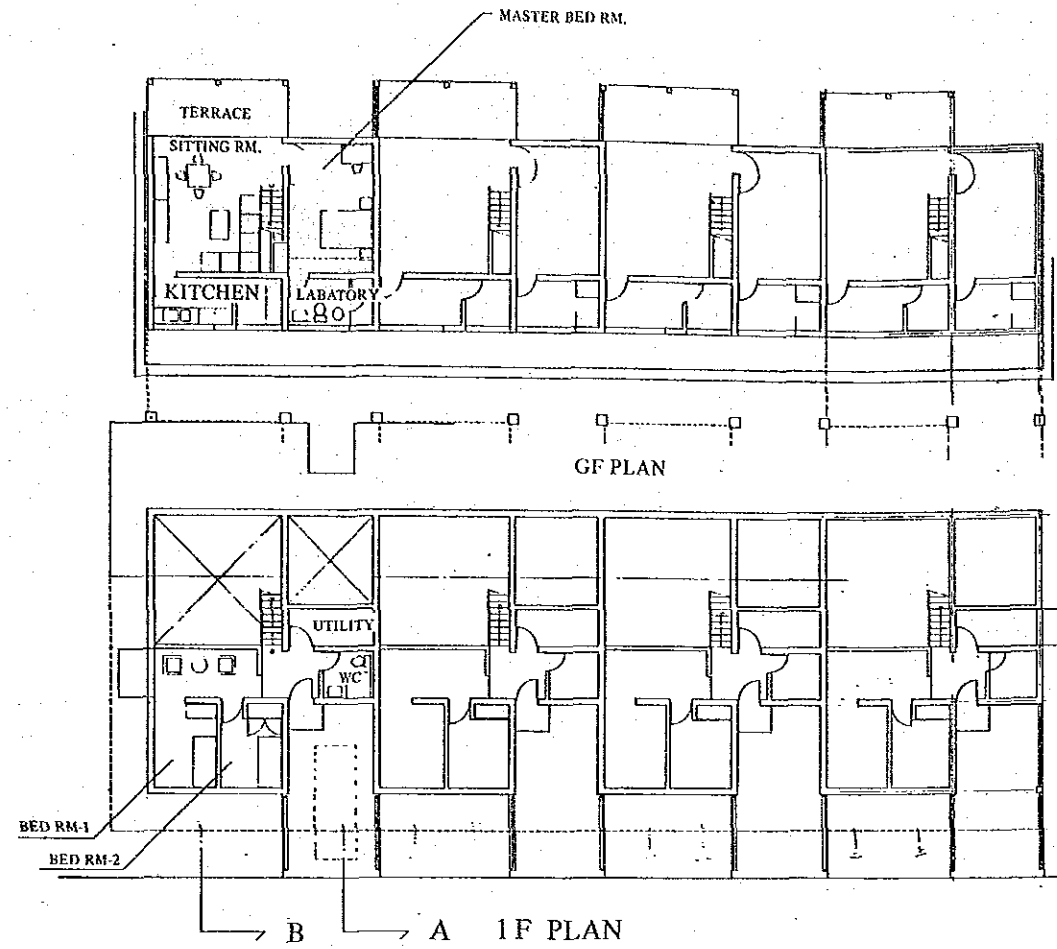 MASTER BED RM.
TERRACE
SITTING RM.
KITCHEN
LABATORY
GF PLAN
UTILITY
WC
BED RM-1
BED RM-2
B
A
1F PLAN